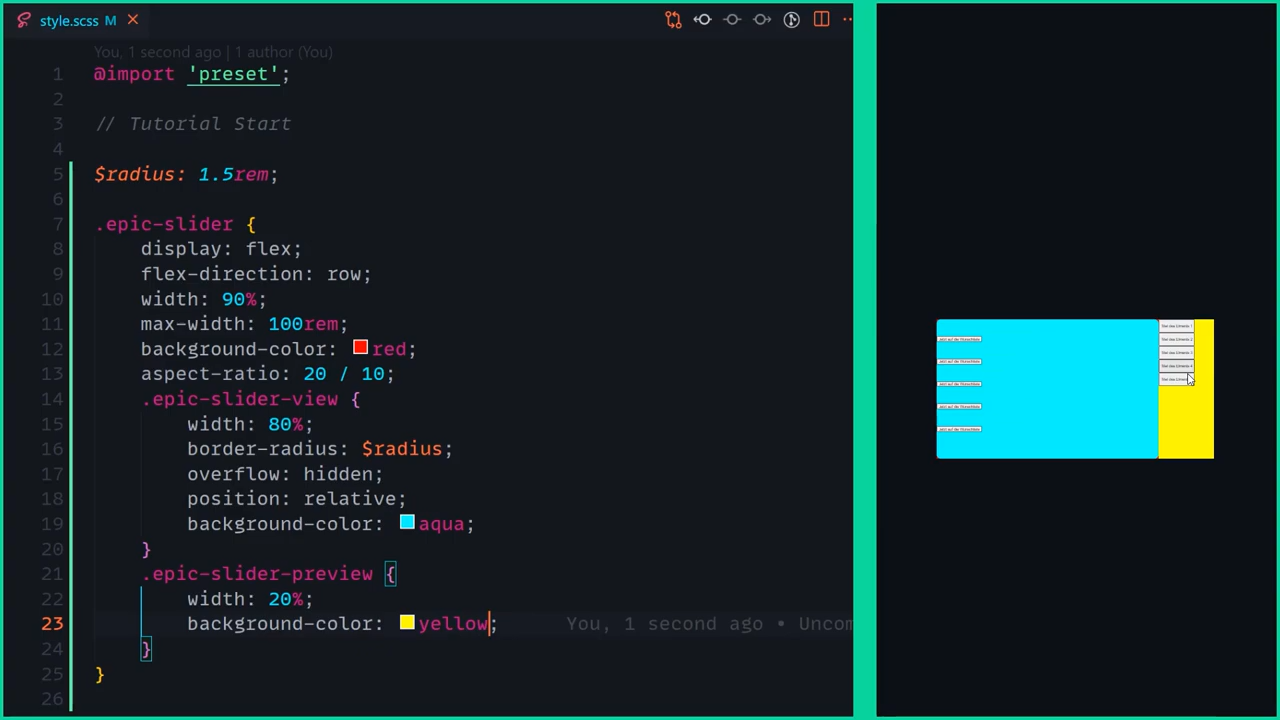 style.scss M
You, 1 second ago | 1 author (You)
1 @import 'preset';
2
3 // Tutorial Start
4
5 $radius: 1.5rem;
6
7 .epic-slider {
8 display: flex;
9 flex-direction: row;
10 width: 90%;
11 max-width: 100rem;
12 background-color: red;
13 aspect-ratio: 20 / 10;
14 .epic-slider-view {
15 width: 80%;
16 border-radius: $radius;
17 overflow: hidden;
18 position: relative;
19 background-color: aqua;
20 }
21 .epic-slider-preview {
22 width: 20%;
23 background-color: yellow; You, 1 second ago • Uncom
24 }
25 }
26